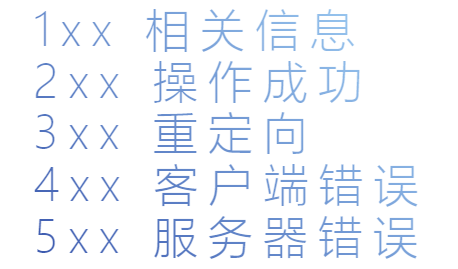 1xx 相关信息
2xx 操作成功
3xx 重定向
4xx 客户端错误
5xx 服务器错误